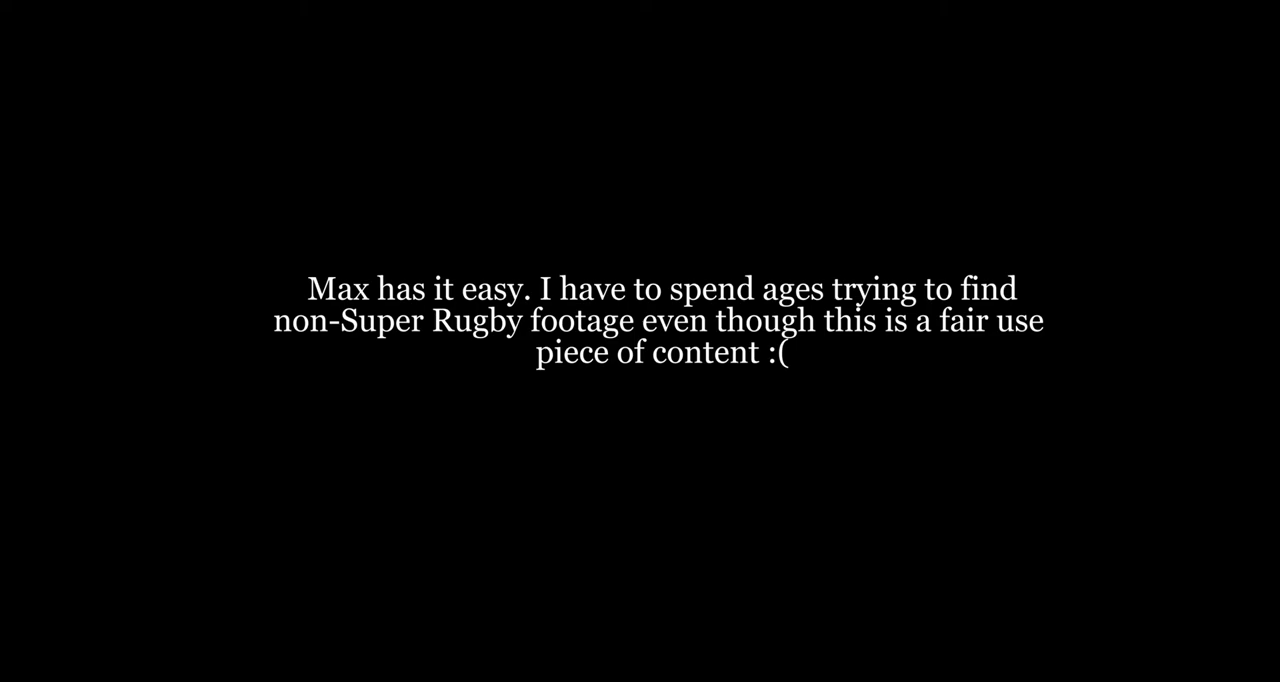 Max has it easy. I have to spend ages trying to find
non-Super Rugby footage even though this is a fair use
piece of content :(